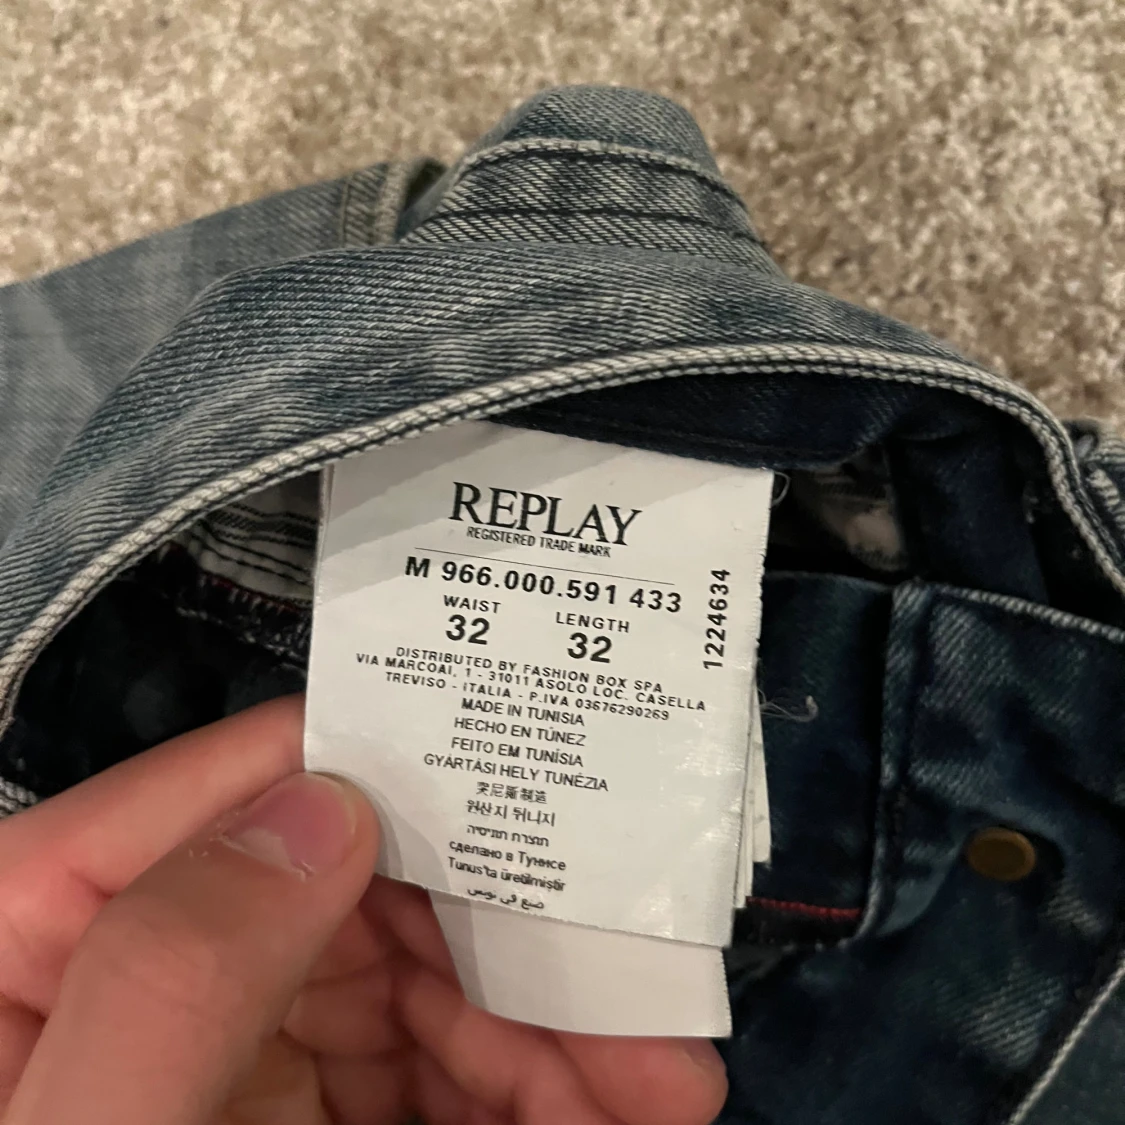 REPLAY
REGISTERED TRADE MARK
M 966.000.591 433
WAIST LENGTH
32 32
1224634
DISTRIBUTED BY FASHION BOX SPA
VIA MARCOAI, 1 - 31011 ASOLO LOC. CASELLA
TREVISO - ITALIA - P.IVA 03676290269
MADE IN TUNISIA
HECHO EN TÚNEZ
FEITO EM TUNÍSIA
GYÁRTÁSI HELY TUNÉZIA
突尼斯制造
원산지 튀니지
תוצרת תוניסיה
сделано в Тунисе
Tunus'ta üretilmiştir
صنع في تونس